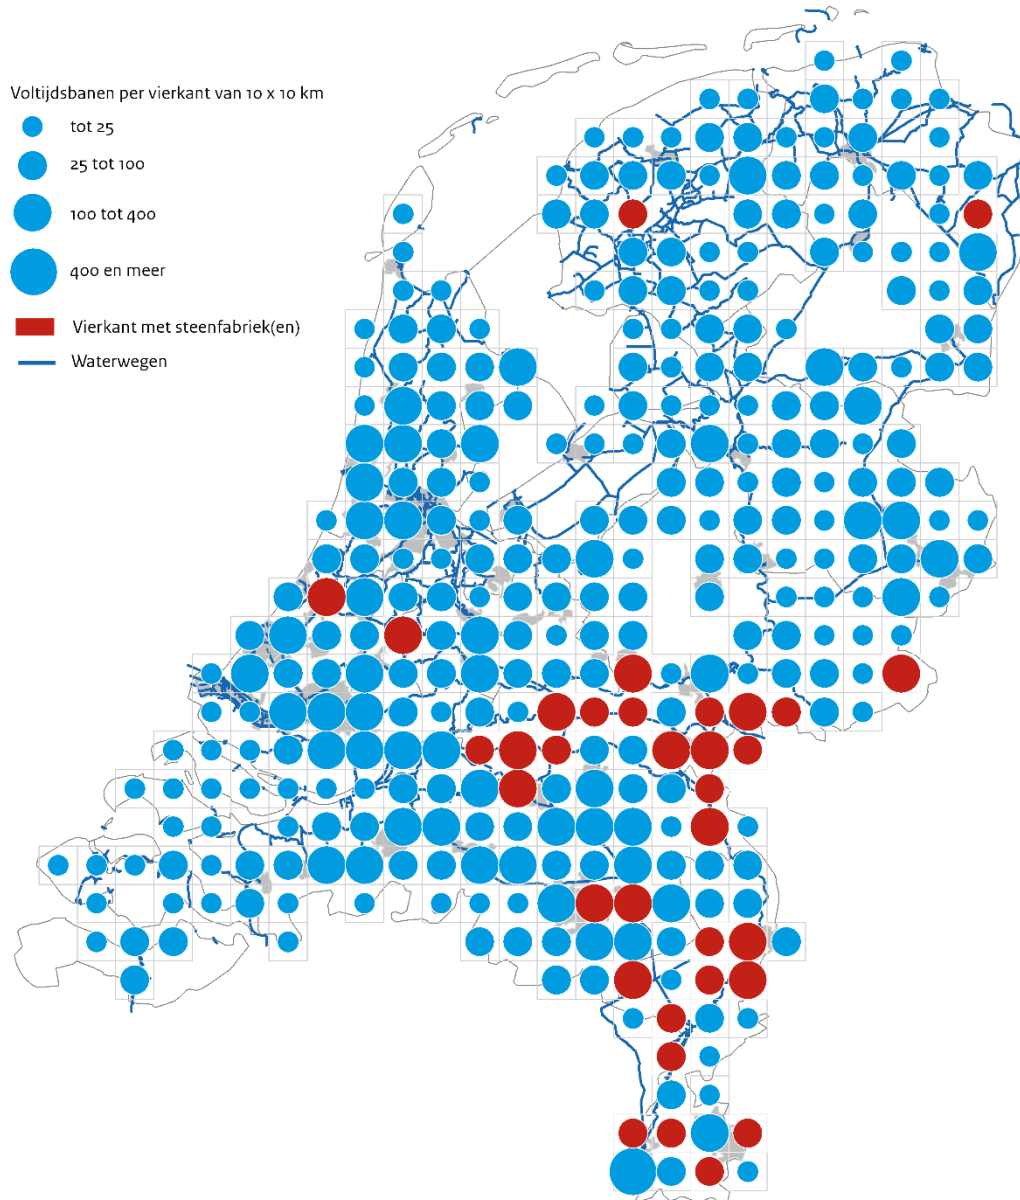 Voltijdsbanen per vierkant van 10 x 10 km
tot 25
25 tot 100
100 tot 400
400 en meer
Vierkant met steenfabriek(en)
Waterwegen